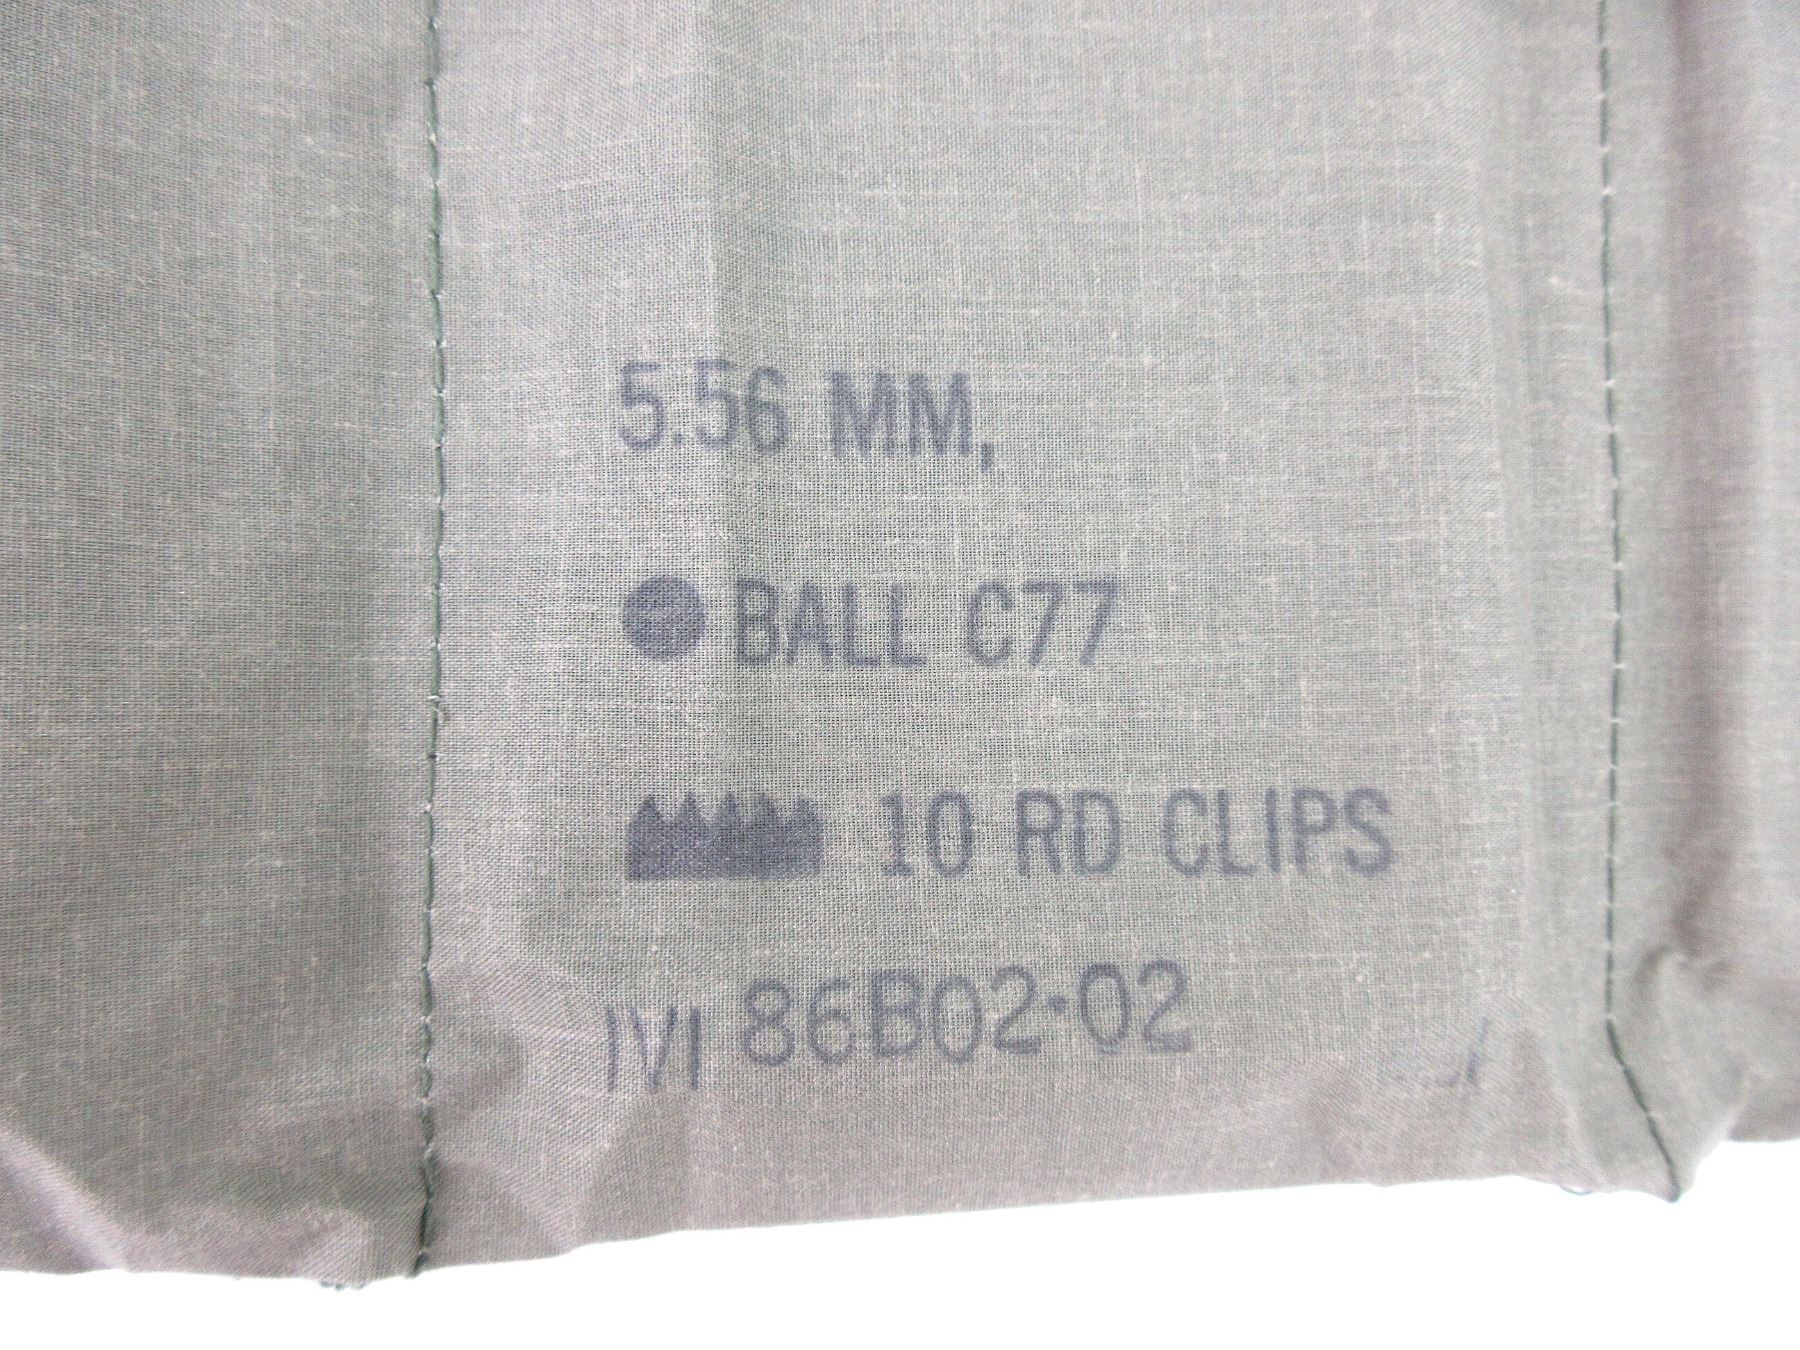 5.56 MM,
BALL C77
10 RD CLIPS
IVI 86B02-02